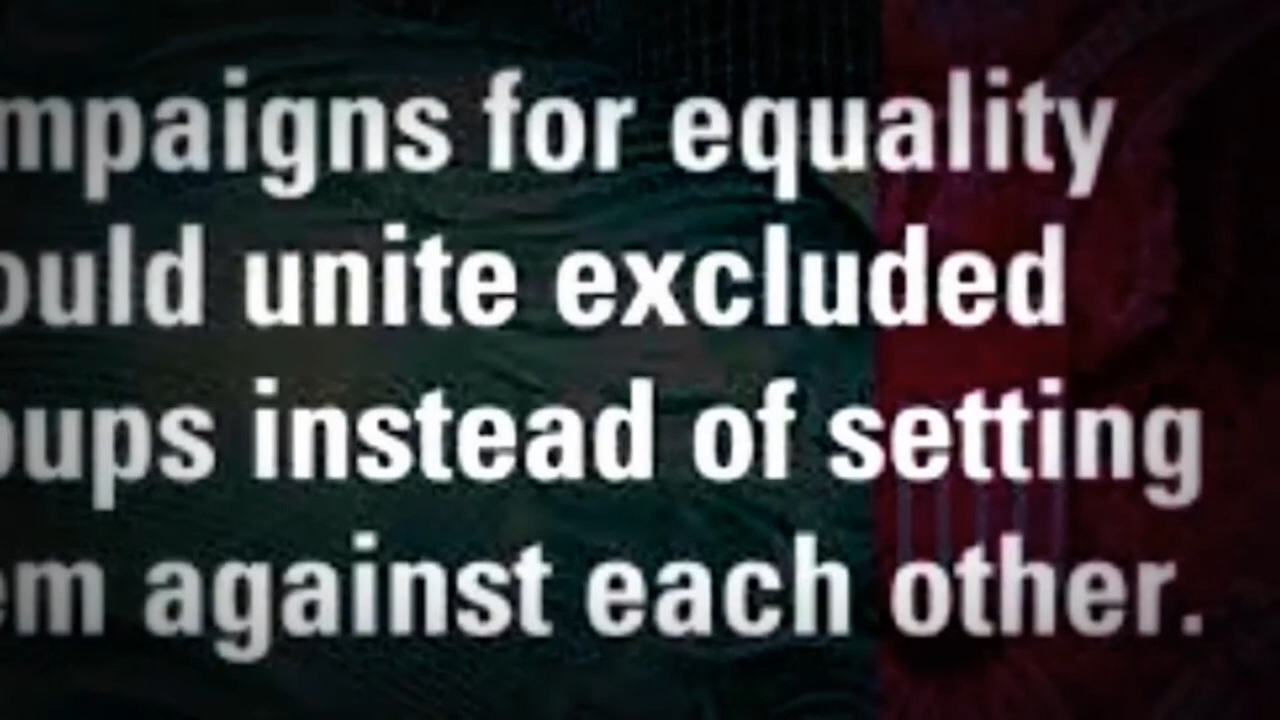 mpaigns for equality
ould unite excluded
oups instead of setting
em against each other.